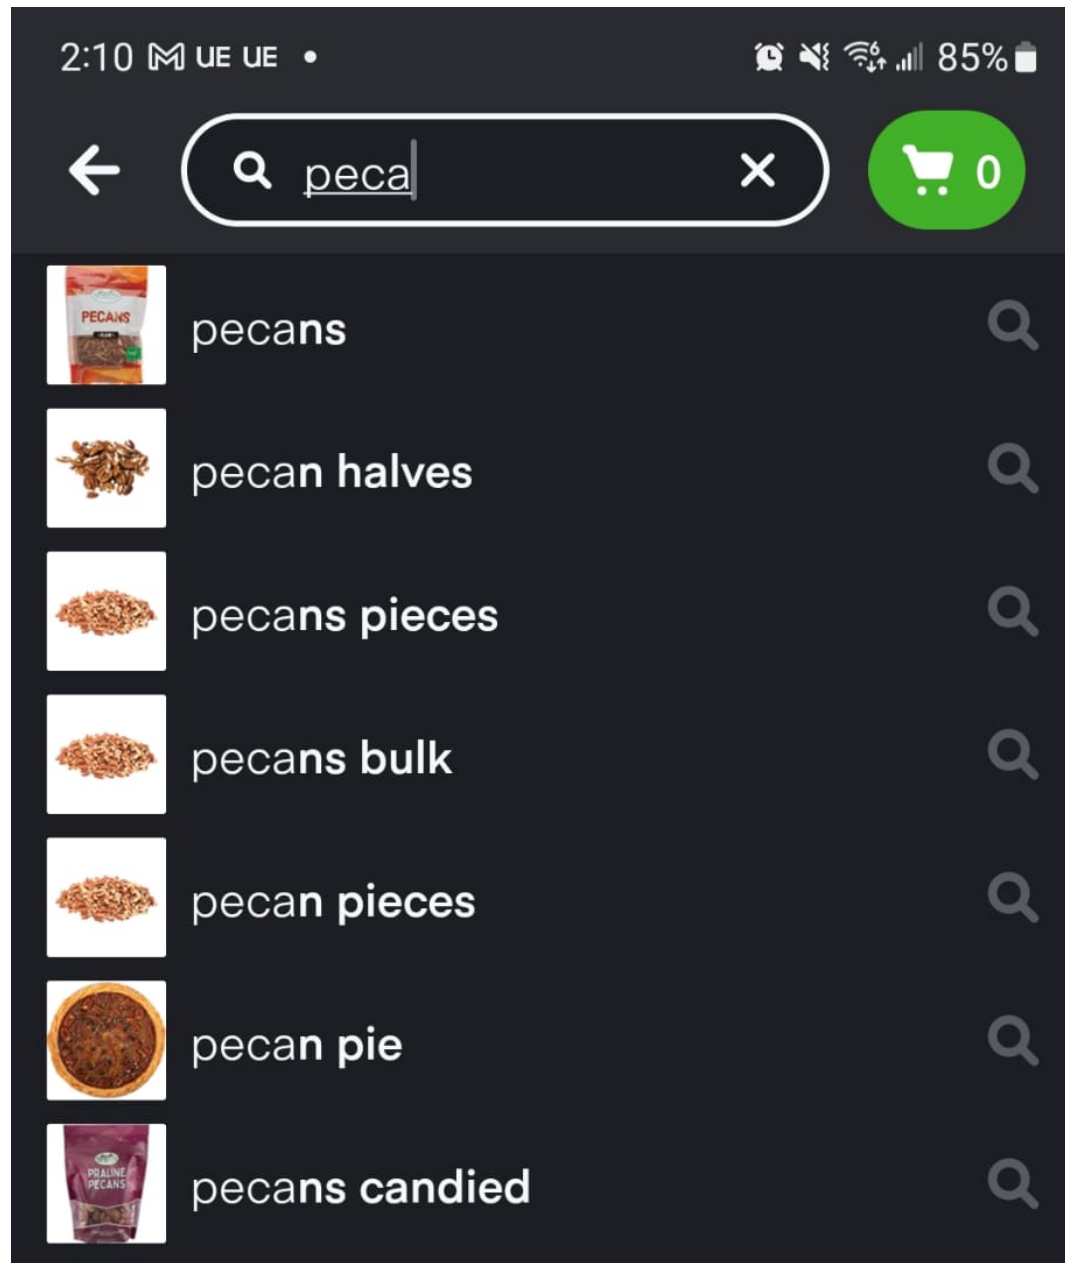 2:10 UE UE
85%
peca
0
PECANS
pecans
pecan halves
pecans pieces
pecans bulk
pecan pieces
pecan pie
PRALINE
PECANS
pecans candied